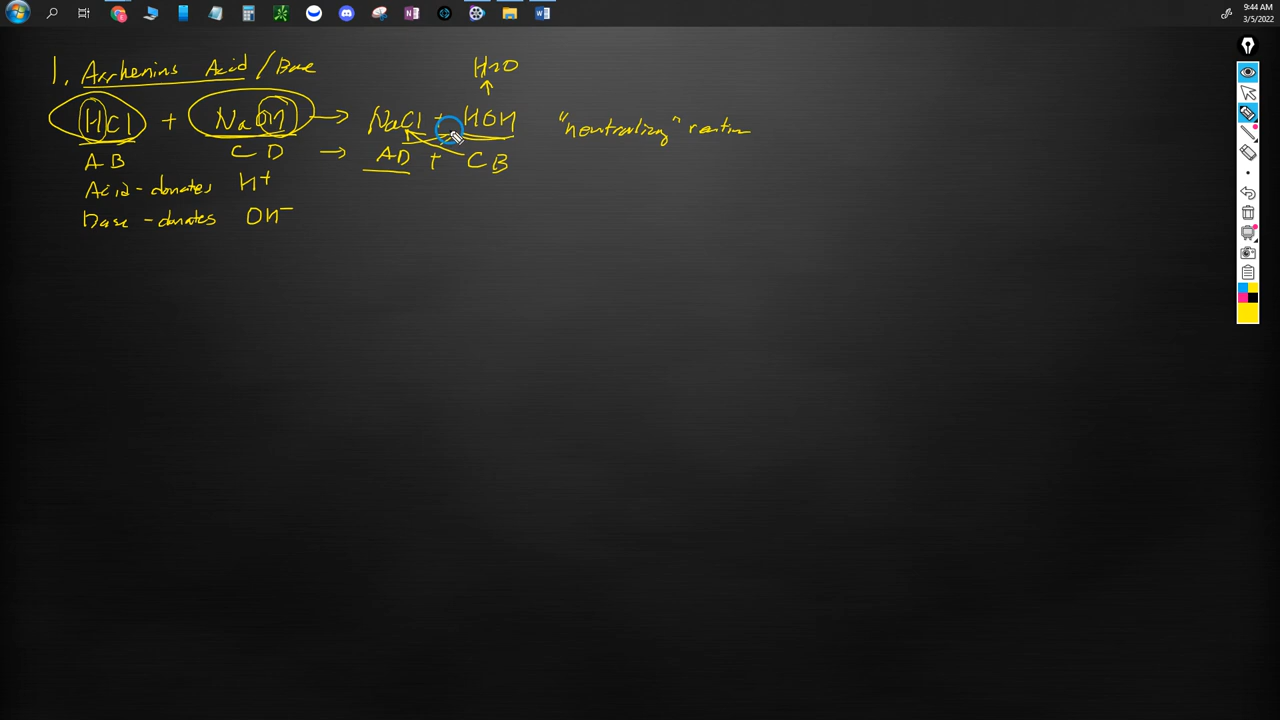 1. Arrhenius Acid / Base
H2O
HCl + NaOH → NaCl + HOH "neutralizing" reaction
AB CD → AD + CB
Acid - donates H+
Base - donates OH-
9:44 AM
3/5/2022